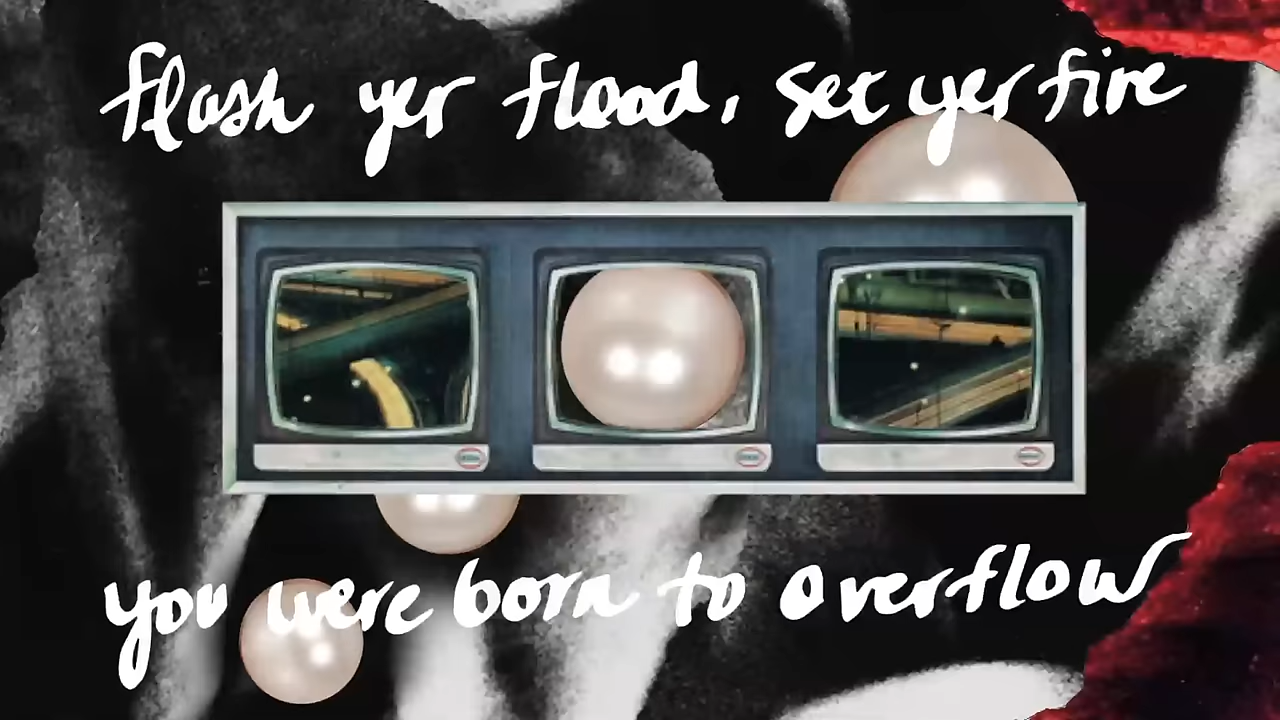 flash yer flood, set yer fire
you were born to overflow